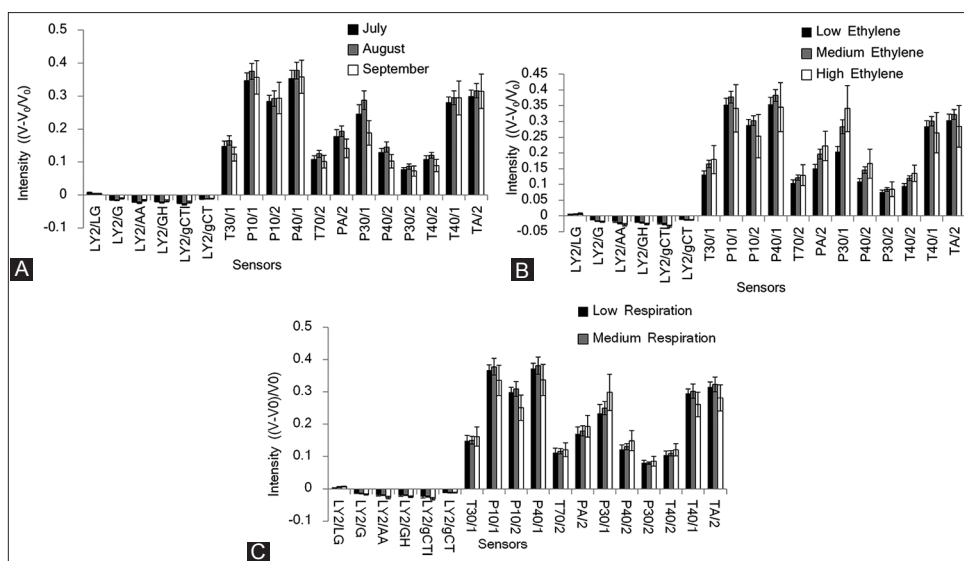 0.5
0.4
0.3
0.2
0.1
0
-0.1
Intensity ((V-V0/V0)
July
August
September
LY2/LG
LY2/G
LY2/AA
LY2/GH
LY2/gCTI
LY2/gCT
T30/1
P10/1
P10/2
P40/1
T70/2
PA/2
P30/1
P40/2
P30/2
T40/2
T40/1
TA/2
Sensors
A
Low Ethylene
Medium Ethylene
High Ethylene
0.45
0.4
0.35
0.3
0.25
0.2
0.15
0.1
0.05
0
-0.05
Intensity ((V-V0/V0)
LY2/LG
LY2/G
LY2/AA
LY2/GH
LY2/gCTI
LY2/gCT
T30/1
P10/1
P10/2
P40/1
T70/2
PA/2
P30/1
P40/2
P30/2
T40/2
T40/1
TA/2
Sensors
B
Low Respiration
Medium Respiration
0.5
0.4
0.3
0.2
0.1
0
-0.1
Intensity ((V-V0)/V0)
LY2/LG
LY2/G
LY2/AA
LY2/GH
LY2/gCTI
LY2/gCT
T30/1
P10/1
P10/2
P40/1
T70/2
PA/2
P30/1
P40/2
P30/2
T40/2
T40/1
TA/2
Sensors
C